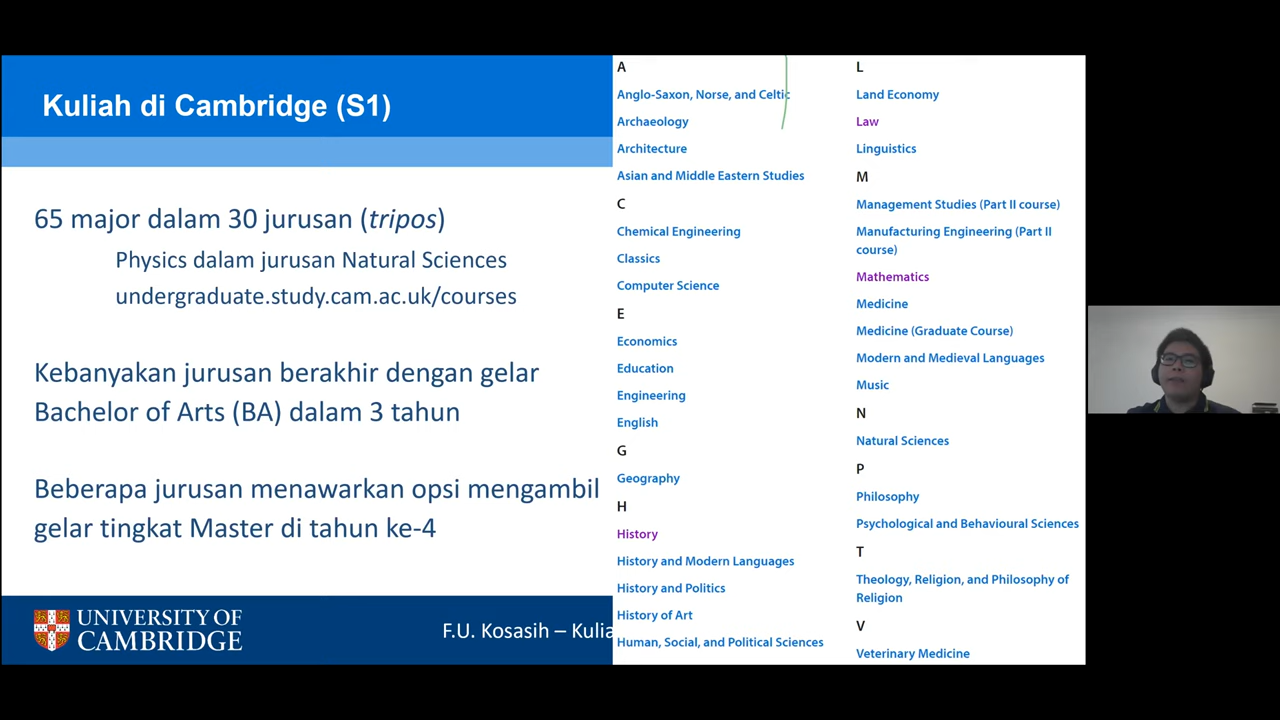 Kuliah di Cambridge (S1)
65 major dalam 30 jurusan (tripos)
Physics dalam jurusan Natural Sciences
undergraduate.study.cam.ac.uk/courses
Kebanyakan jurusan berakhir dengan gelar
Bachelor of Arts (BA) dalam 3 tahun
Beberapa jurusan menawarkan opsi mengambil
gelar tingkat Master di tahun ke-4
UNIVERSITY OF
CAMBRIDGE
F.U. Kosasih – Kulia
A
Anglo-Saxon, Norse, and Celtic
Archaeology
Architecture
Asian and Middle Eastern Studies
C
Chemical Engineering
Classics
Computer Science
E
Economics
Education
Engineering
English
G
Geography
H
History
History and Modern Languages
History and Politics
History of Art
Human, Social, and Political Sciences
L
Land Economy
Law
Linguistics
M
Management Studies (Part II course)
Manufacturing Engineering (Part II
course)
Mathematics
Medicine
Medicine (Graduate Course)
Modern and Medieval Languages
Music
N
Natural Sciences
P
Philosophy
Psychological and Behavioural Sciences
T
Theology, Religion, and Philosophy of
Religion
V
Veterinary Medicine